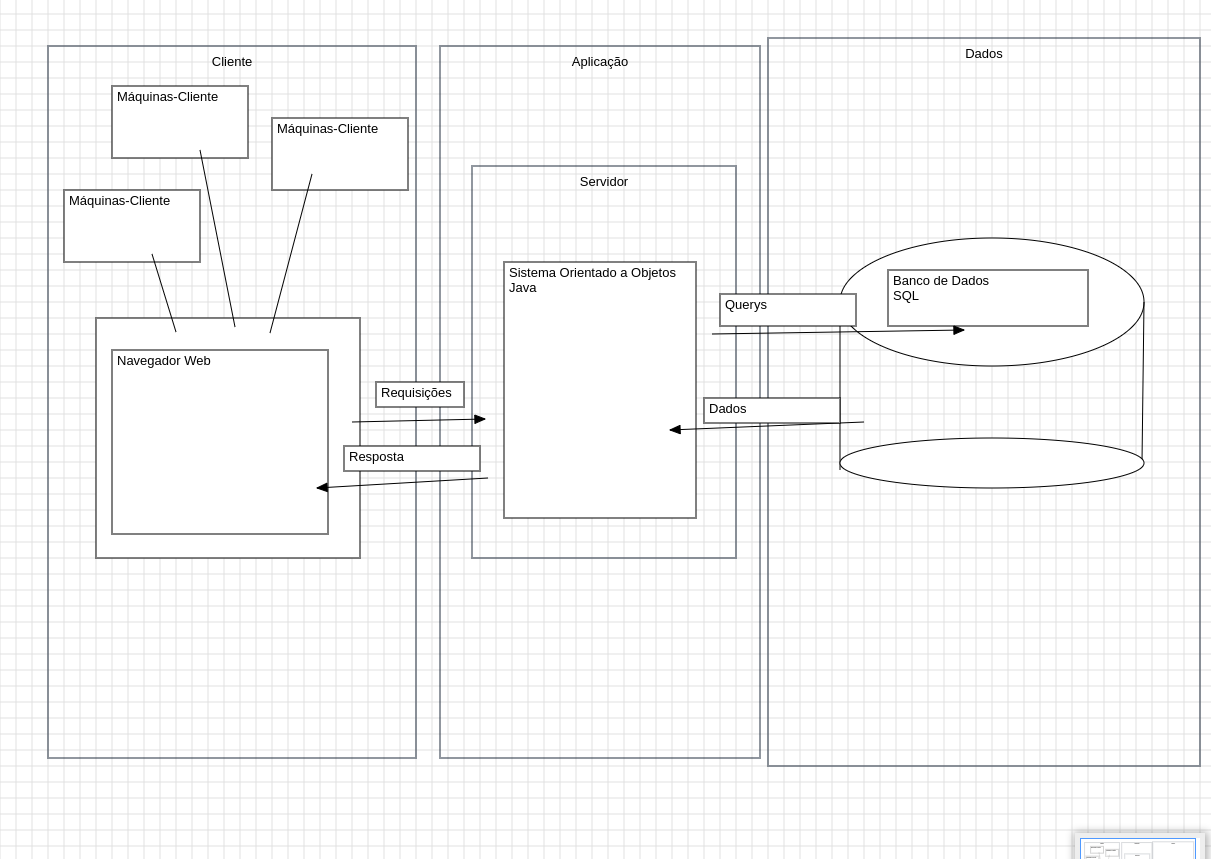 Cliente
Máquinas-Cliente
Máquinas-Cliente
Máquinas-Cliente
Navegador Web
Requisições
Resposta
Aplicação
Servidor
Sistema Orientado a Objetos
Java
Querys
Dados
Dados
Banco de Dados
SQL